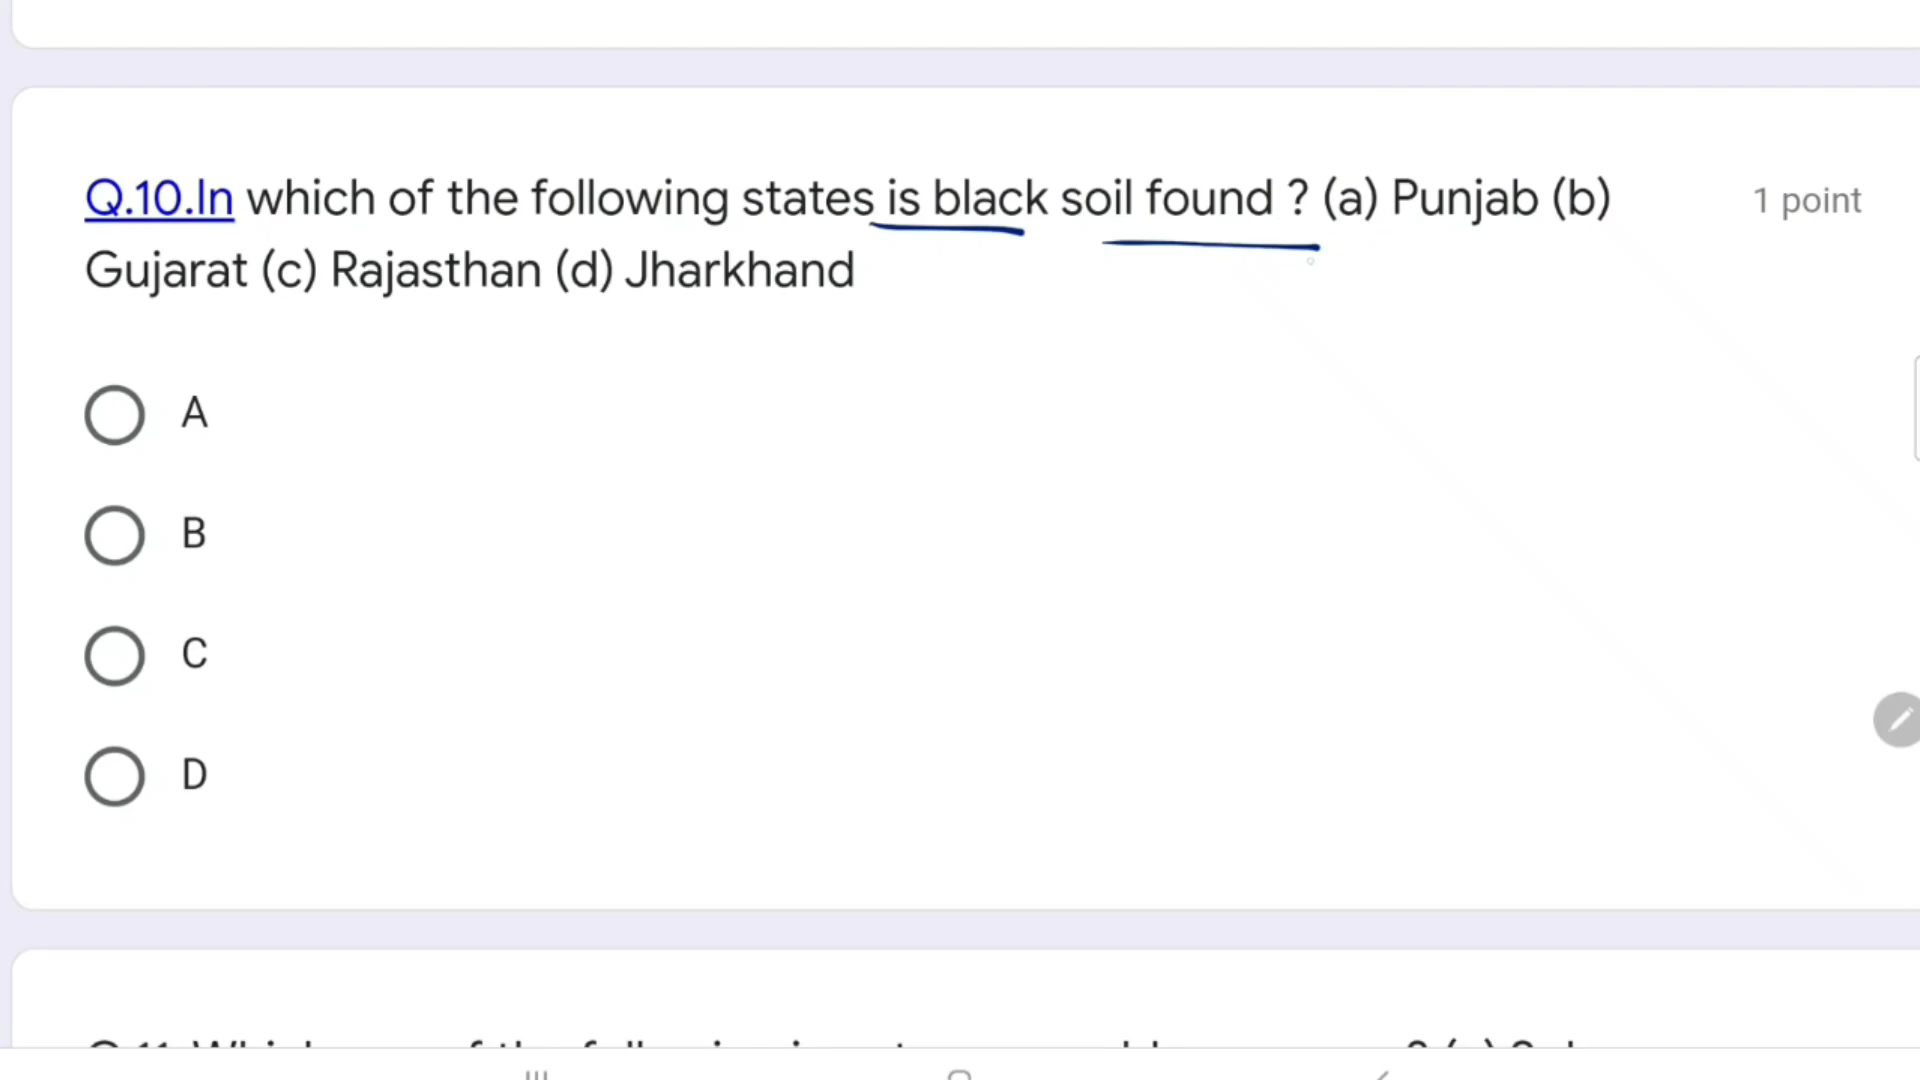 Q.10.In which of the following states is black soil found ? (a) Punjab (b)
1 point
Gujarat (c) Rajasthan (d) Jharkhand
A
B
C
D